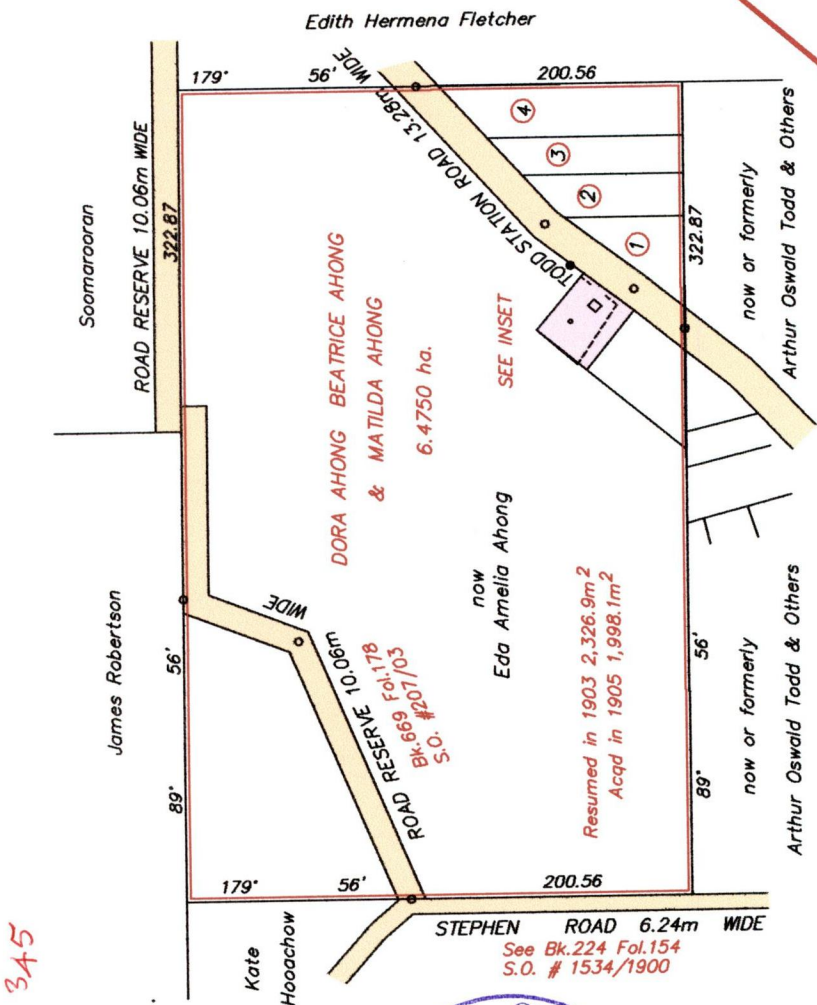 Edith Hermena Fletcher
179° 56' 200.56
Soomarooran
ROAD RESERVE 10.06m WIDE
322.87
TODD STATION ROAD 13.28m WIDE
4
3
2
1
DORA AHONG BEATRICE AHONG
& MATILDA AHONG
6.4750 ha.
SEE INSET
322.87
now or formerly
Arthur Oswald Todd & Others
James Robertson
89° 56'
ROAD RESERVE 10.06m WIDE
Bk.669 Fol.178
S.O. #207/03
now
Eda Amelia Ahong
Resumed in 1903 2,326.9m2
Acqd in 1905 1,998.1m2
89° 56'
now or formerly
Arthur Oswald Todd & Others
179° 56' 200.56
Kate
Hooachow
STEPHEN ROAD 6.24m WIDE
See Bk.224 Fol.154
S.O. # 1534/1900
345